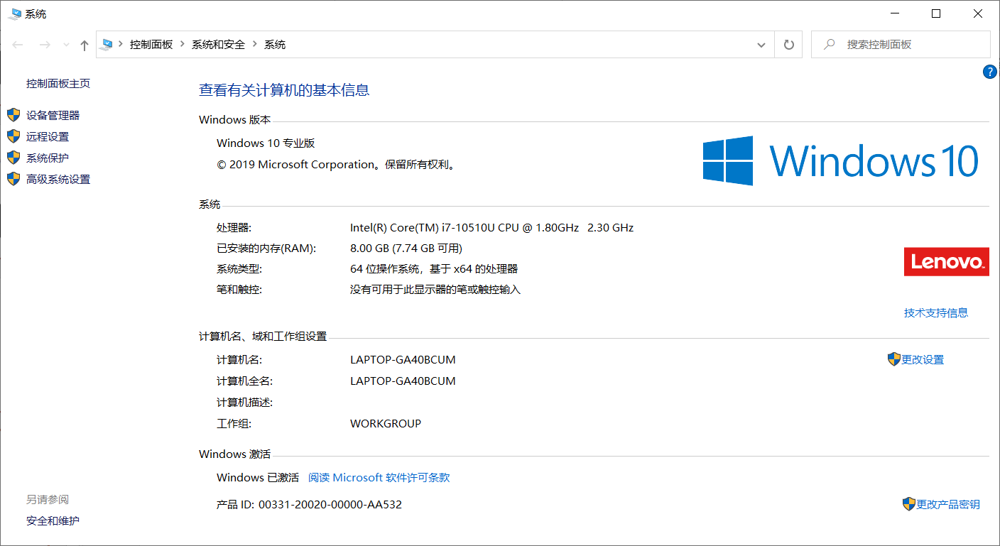 系统
控制面板 系统和安全 系统
搜索控制面板
?
控制面板主页
设备管理器
远程设置
系统保护
高级系统设置
查看有关计算机的基本信息
Windows 版本
Windows 10 专业版
© 2019 Microsoft Corporation。保留所有权利。
Windows 10
系统
处理器: Intel(R) Core(TM) i7-10510U CPU @ 1.80GHz 2.30 GHz
已安装的内存(RAM): 8.00 GB (7.74 GB 可用)
系统类型: 64 位操作系统，基于 x64 的处理器
笔和触控: 没有可用于此显示器的笔或触控输入
Lenovo™
技术支持信息
计算机名、域和工作组设置
计算机名: LAPTOP-GA40BCUM
更改设置
计算机全名: LAPTOP-GA40BCUM
计算机描述:
工作组: WORKGROUP
Windows 激活
Windows 已激活 阅读 Microsoft 软件许可条款
产品 ID: 00331-20020-00000-AA532
更改产品密钥
另请参阅
安全和维护